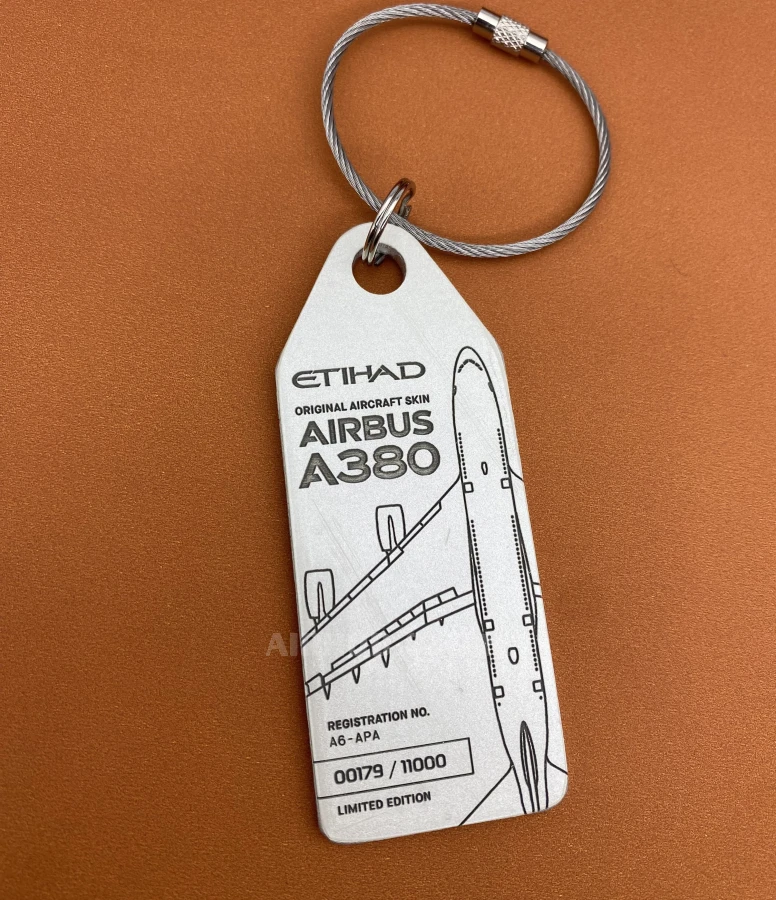 ETIHAD
ORIGINAL AIRCRAFT SKIN
AIRBUS
A380
REGISTRATION NO.
A6-APA
00179 / 11000
LIMITED EDITION